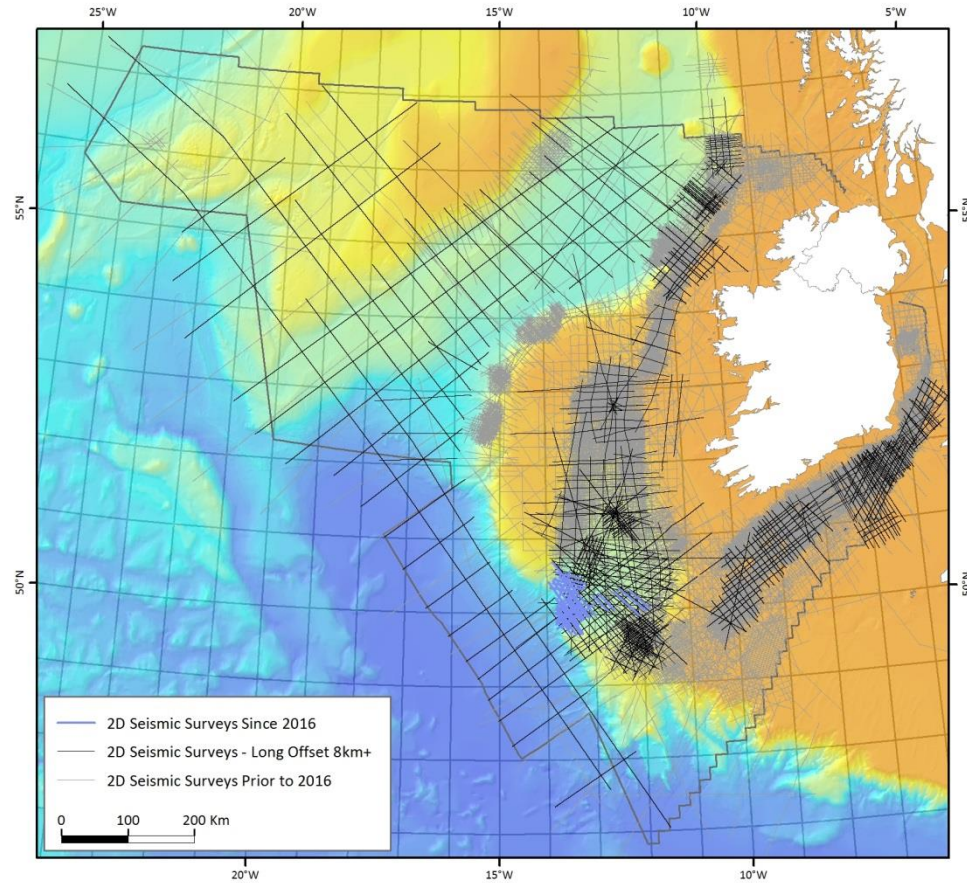 25°W 20°W 15°W 10°W 5°W
55°N 55°N
50°N 50°N
2D Seismic Surveys Since 2016
2D Seismic Surveys - Long Offset 8km+
2D Seismic Surveys Prior to 2016
0 100 200 Km
20°W 15°W 10°W